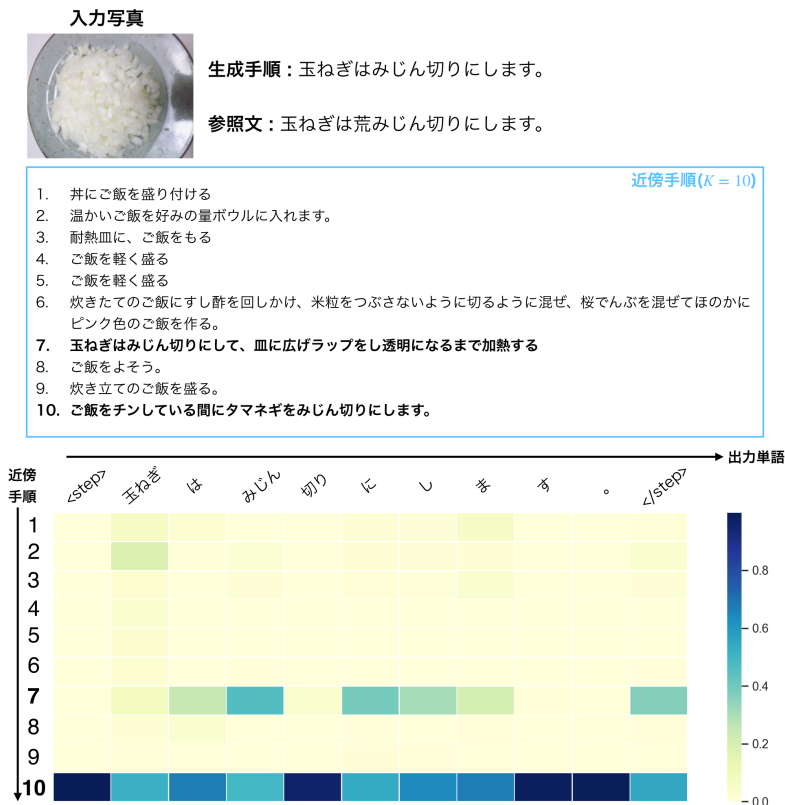 入力写真
生成手順 : 玉ねぎはみじん切りにします。
参照文 : 玉ねぎは荒みじん切りにします。
近傍手順(K = 10)
1. 丼にご飯を盛り付ける
2. 温かいご飯を好みの量ボウルに入れます。
3. 耐熱皿に、ご飯をもる
4. ご飯を軽く盛る
5. ご飯を軽く盛る
6. 炊きたてのご飯にすし酢を回しかけ、米粒をつぶさないように切るように混ぜ、桜でんぶを混ぜてほのかに
ピンク色のご飯を作る。
7. 玉ねぎはみじん切りにして、皿に広げラップをし透明になるまで加熱する
8. ご飯をよそう。
9. 炊き立てのご飯を盛る。
10. ご飯をチンしている間にタマネギをみじん切りにします。
出力単語
近傍
手順
<step> 玉ねぎ は みじん 切り に し ま す 。 </step>
1
2
3
4
5
6
7
8
9
10
0.8
0.6
0.4
0.2
0.0